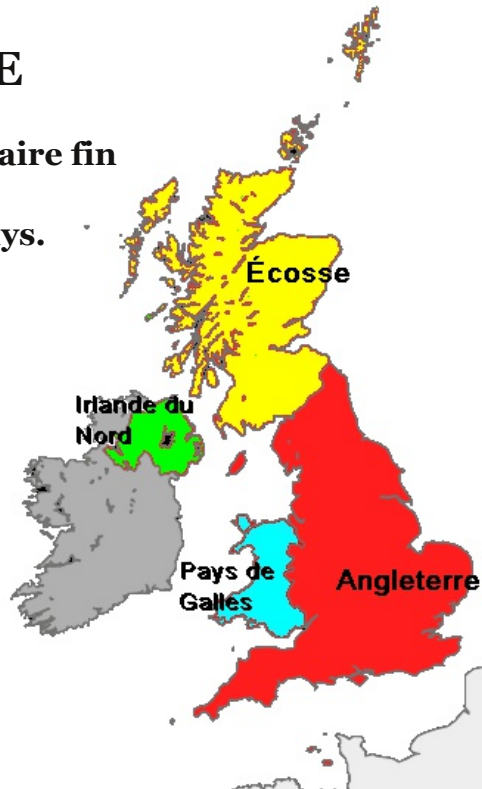 E
aire fin
ys.
Écosse
Irlande du
Nord
Pays de
Galles
Angleterre